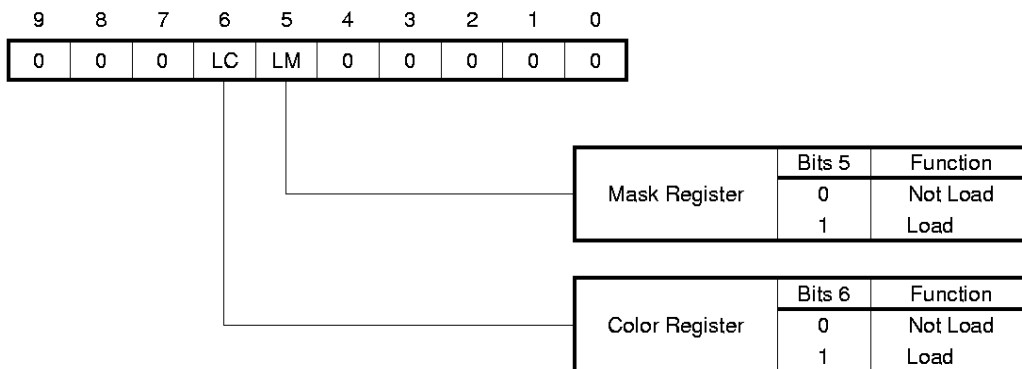 9 8 7 6 5 4 3 2 1 0
0 0 0 LC LM 0 0 0 0 0
Bits 5 Function
Mask Register 0 Not Load
1 Load
Bits 6 Function
Color Register 0 Not Load
1 Load